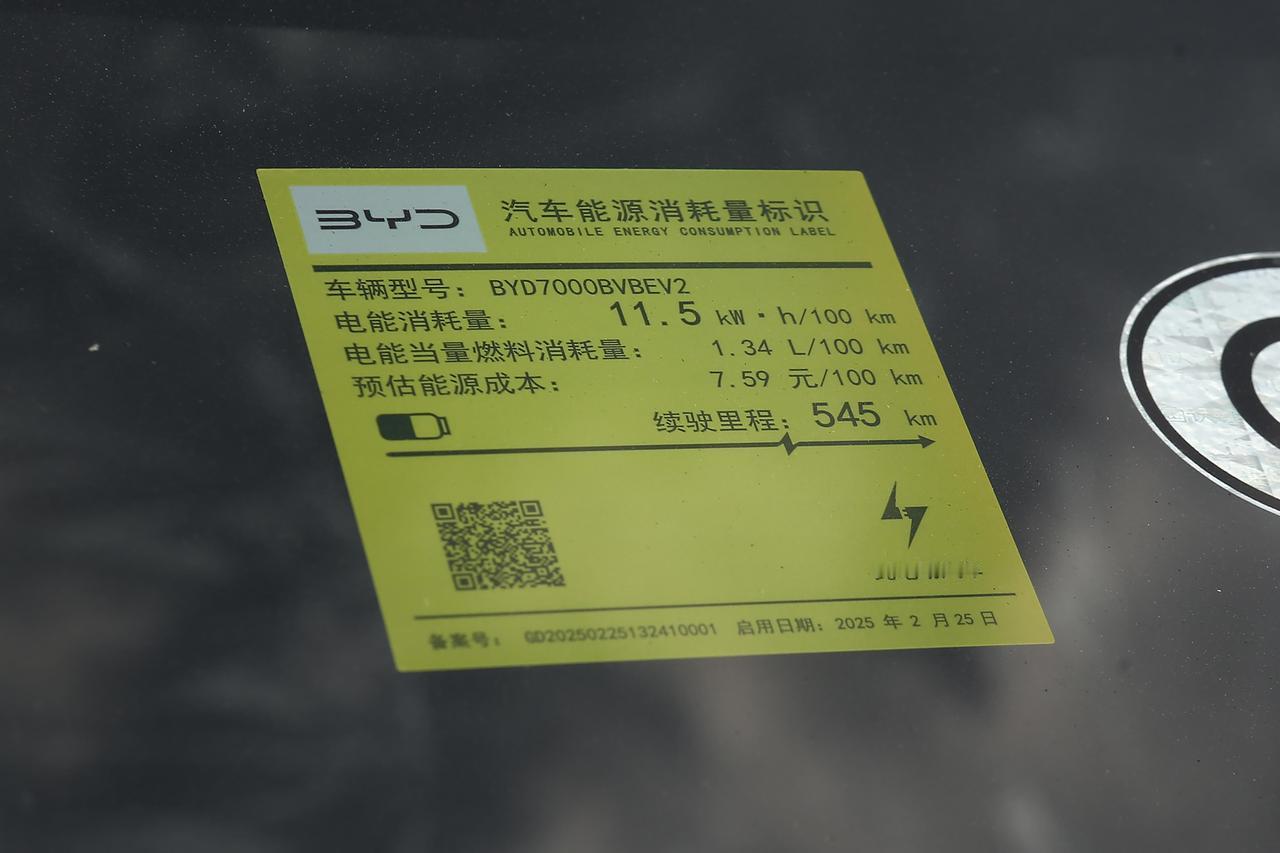 BYD
汽车能源消耗量标识
AUTOMOBILE ENERGY CONSUMPTION LABEL
车辆型号: BYD7000BVBEV2
电能消耗量: 11.5 kW·h/100 km
电能当量燃料消耗量: 1.34 L/100 km
预估能源成本: 7.59 元/100 km
续驶里程: 545 km
备案号: GD20250225132410001 启用日期: 2025 年 2 月 25 日